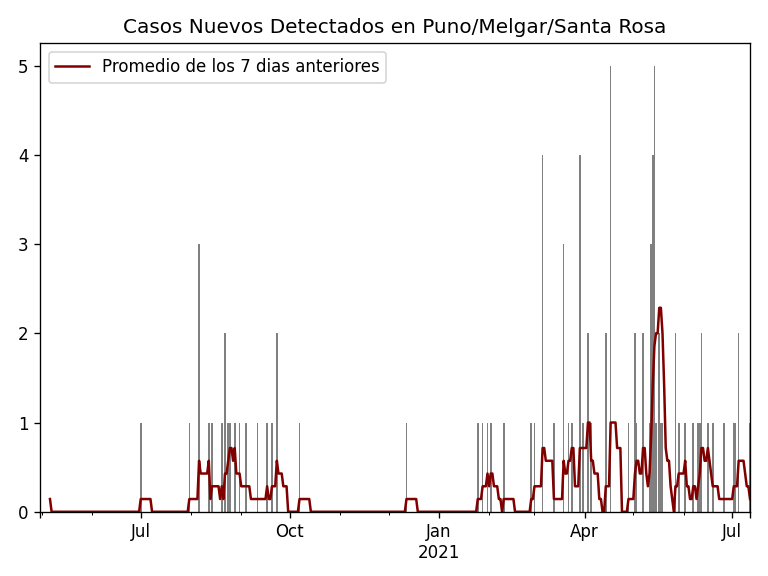 Casos Nuevos Detectados en Puno/Melgar/Santa Rosa
Promedio de los 7 dias anteriores
5
4
3
2
1
0
Jul
Oct
Jan
2021
Apr
Jul